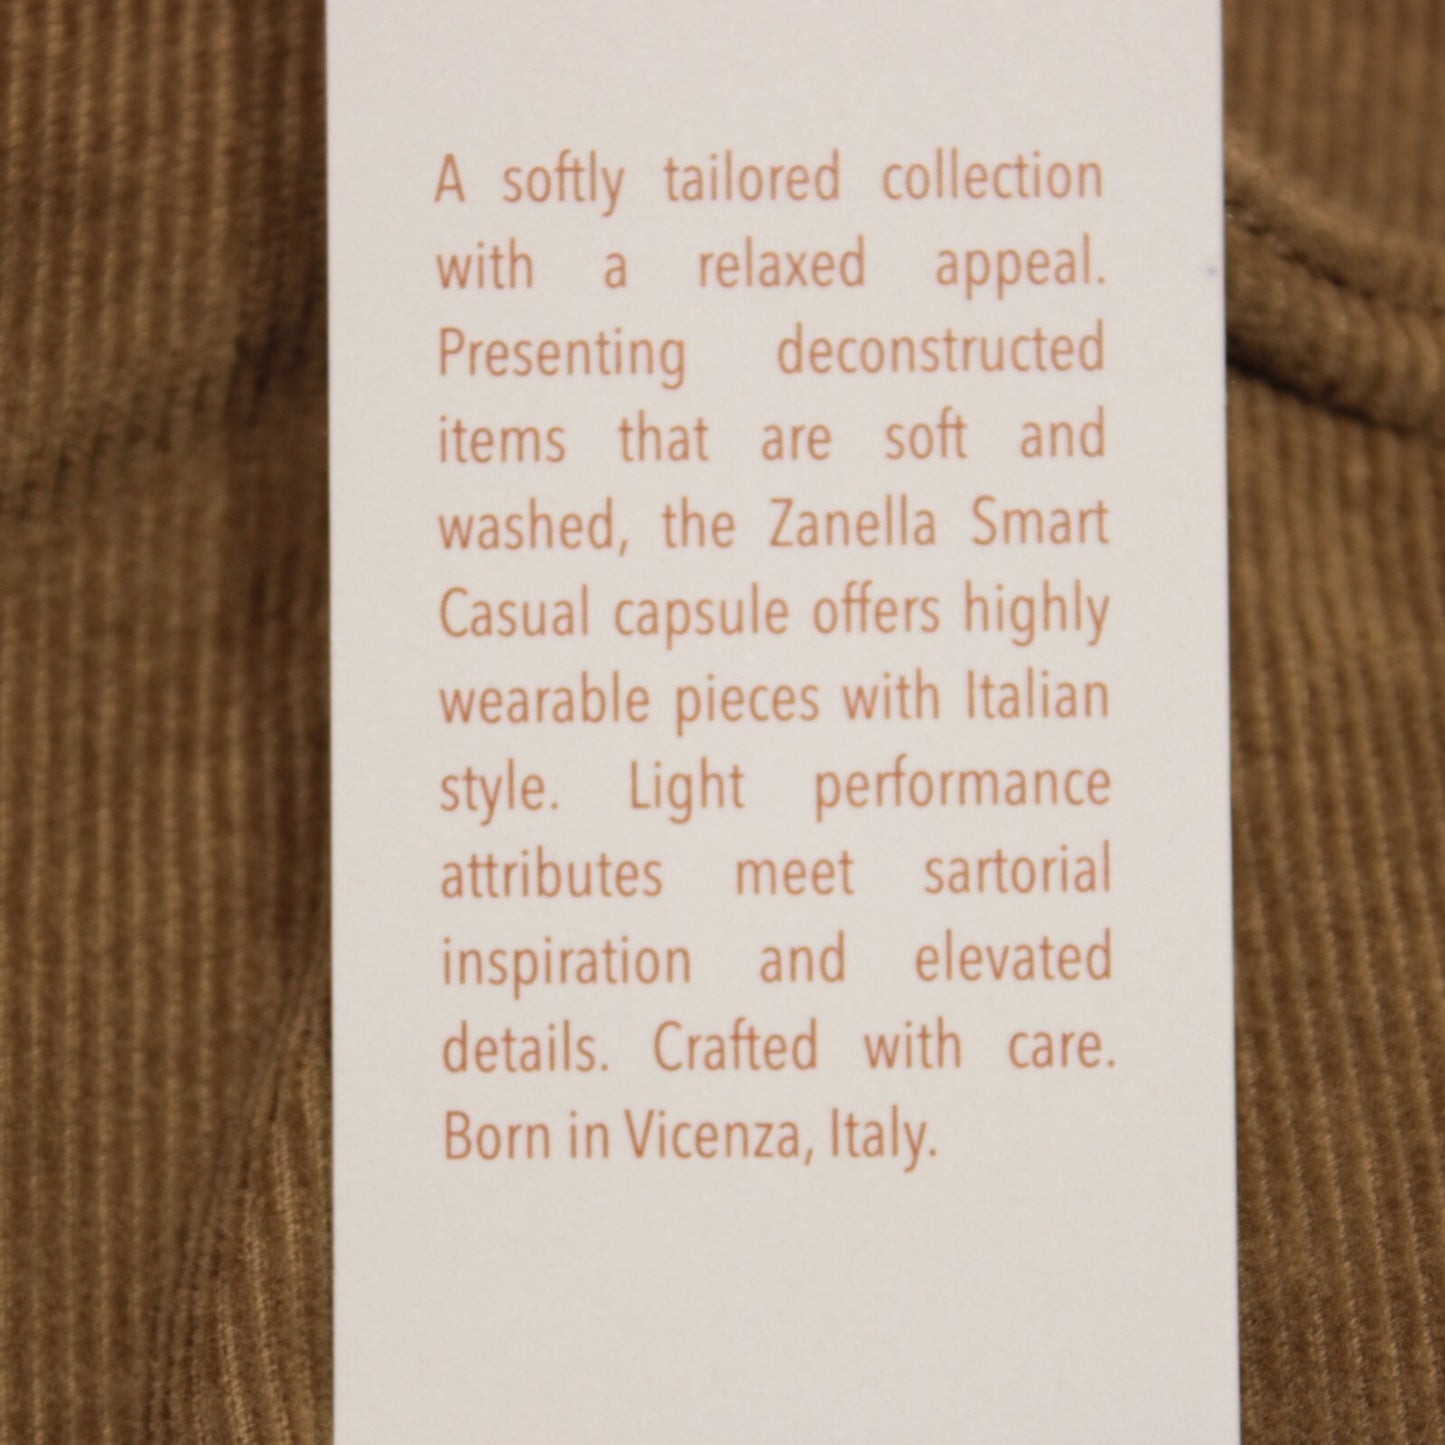 A softly tailored collection
with a relaxed appeal.
Presenting deconstructed
items that are soft and
washed, the Zanella Smart
Casual capsule offers highly
wearable pieces with Italian
style. Light performance
attributes meet sartorial
inspiration and elevated
details. Crafted with care.
Born in Vicenza, Italy.